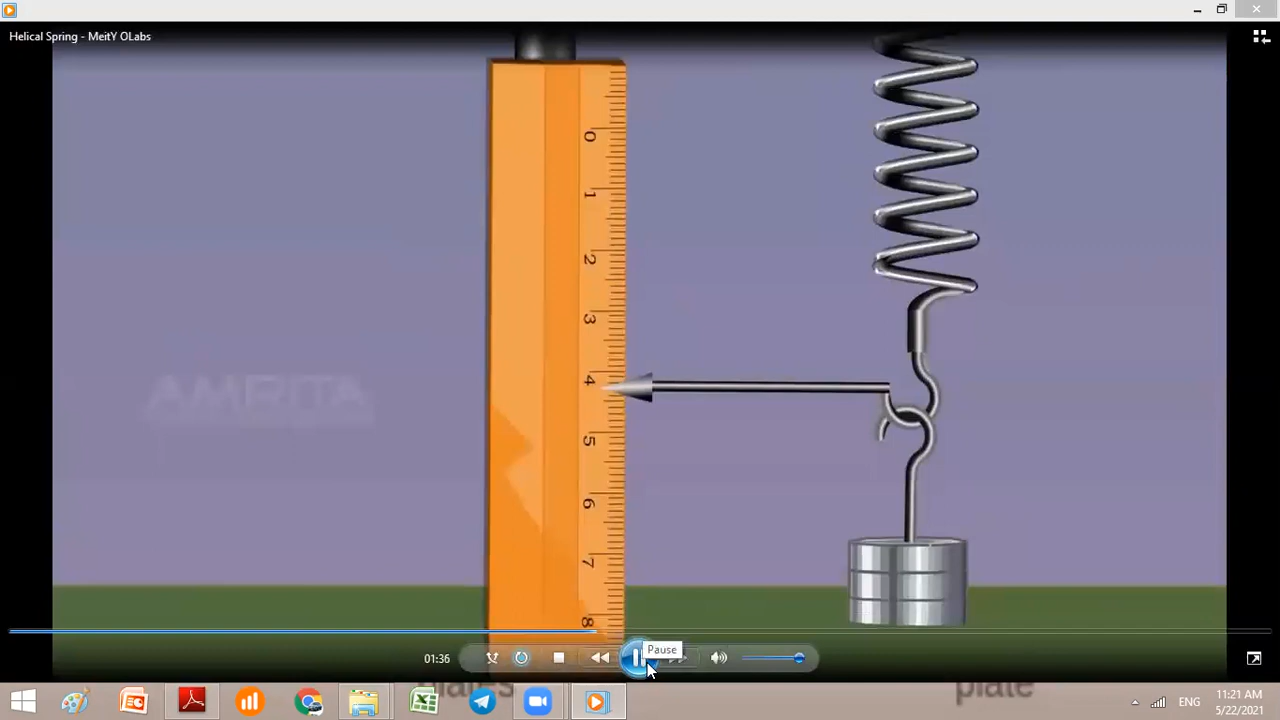 Helical Spring - MeitY OLabs
0
1
2
3
4
5
6
7
8
AMRITA
01:36
Pause
plates
plate
ENG
11:21 AM
5/22/2021